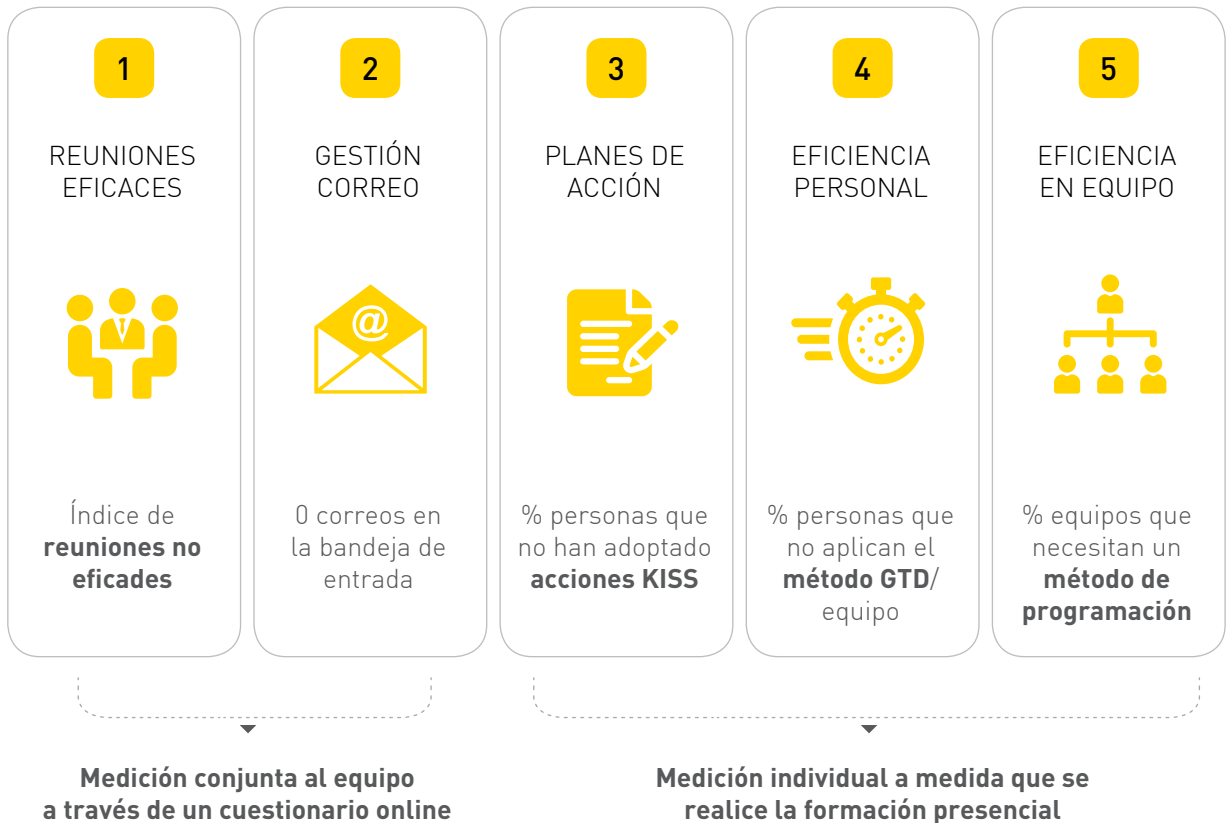 1
REUNIONES
EFICACES
Índice de
reuniones no
eficades
2
GESTIÓN
CORREO
@
0 correos en
la bandeja de
entrada
3
PLANES DE
ACCIÓN
% personas que
no han adoptado
acciones KISS
4
EFICIENCIA
PERSONAL
% personas que
no aplican el
método GTD/
equipo
5
EFICIENCIA
EN EQUIPO
% equipos que
necesitan un
método de
programación
Medición conjunta al equipo
a través de un cuestionario online
Medición individual a medida que se
realice la formación presencial